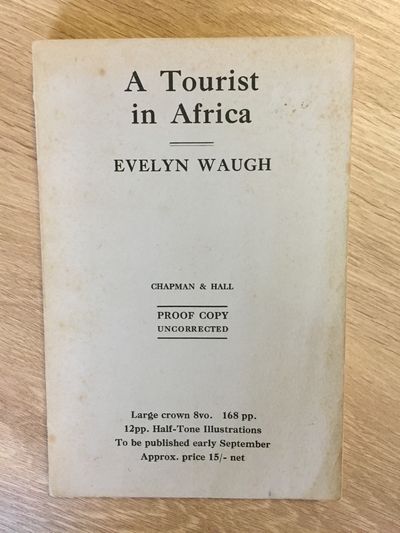 A Tourist
in Africa
EVELYN WAUGH
CHAPMAN & HALL
PROOF COPY
UNCORRECTED
Large crown 8vo. 168 pp.
12pp. Half-Tone Illustrations
To be published early September
Approx. price 15/- net